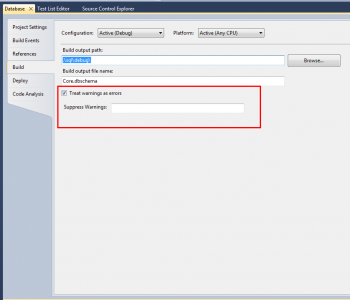 Database Test List Editor Source Control Explorer
Project Settings
Build Events
References
Build
Deploy
Code Analysis
Configuration: Active (Debug) Platform: Active (Any CPU)
Build output path:
.\sql\debug\
Browse...
Build output file name:
Core.dbschema
Treat warnings as errors
Suppress Warnings: